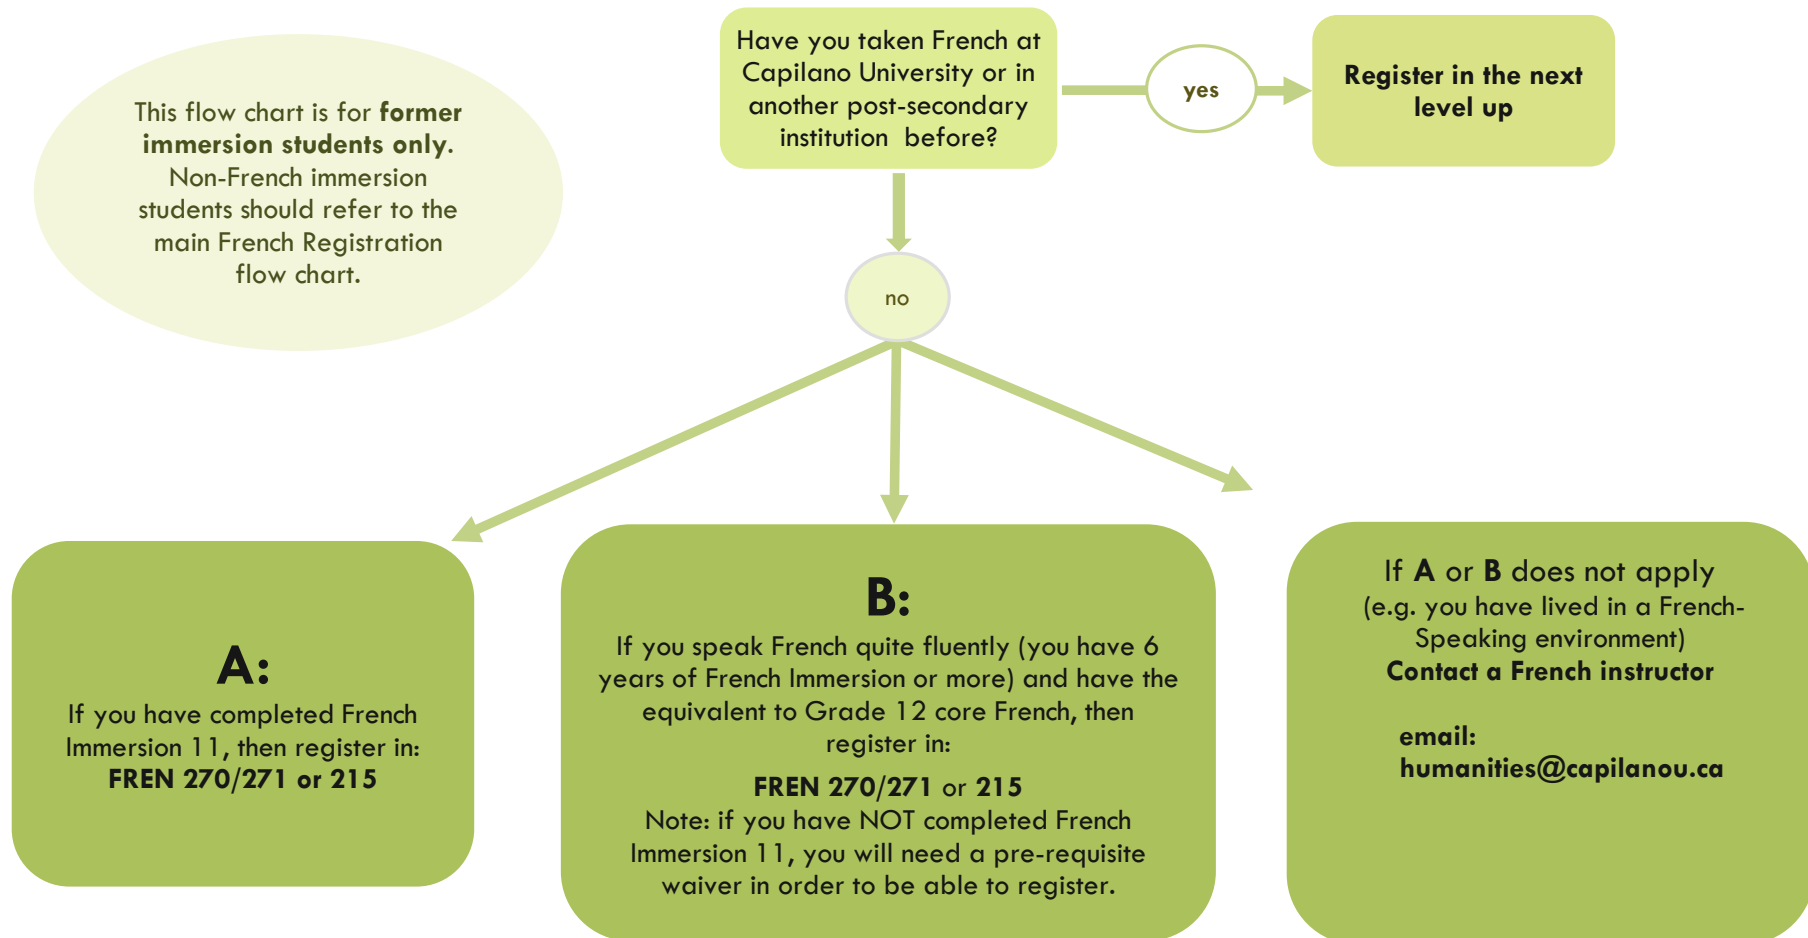 This flow chart is for former
immersion students only.
Non-French immersion
students should refer to the
main French Registration
flow chart.
Have you taken French at
Capilano University or in
another post-secondary
institution before?
yes
Register in the next
level up
no
A:
If you have completed French
Immersion 11, then register in:
FREN 270/271 or 215
B:
If you speak French quite fluently (you have 6
years of French Immersion or more) and have the
equivalent to Grade 12 core French, then
register in:
FREN 270/271 or 215
Note: if you have NOT completed French
Immersion 11, you will need a pre-requisite
waiver in order to be able to register.
If A or B does not apply
(e.g. you have lived in a French-
Speaking environment)
Contact a French instructor
email:
humanities@capilanou.ca